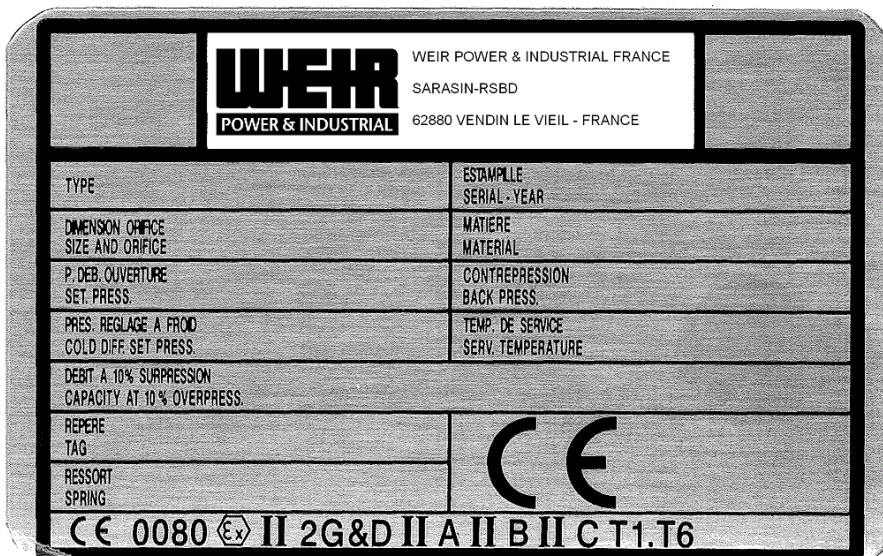 WEIR
POWER & INDUSTRIAL
WEIR POWER & INDUSTRIAL FRANCE
SARASIN-RSBD
62880 VENDIN LE VIEIL - FRANCE
TYPE
ESTAMPILLE
SERIAL - YEAR
DIMENSION ORIFICE
SIZE AND ORIFICE
MATIERE
MATERIAL
P. DEB. OUVERTURE
SET. PRESS.
CONTREPRESSION
BACK PRESS.
PRES. REGLAGE A FROID
COLD DIFF. SET PRESS.
TEMP. DE SERVICE
SERV. TEMPERATURE
DEBIT A 10% SURPRESSION
CAPACITY AT 10% OVERPRESS.
REPERE
TAG
RESSORT
SPRING
CE
CE 0080 Ex II 2G&D II A II B II C T1.T6